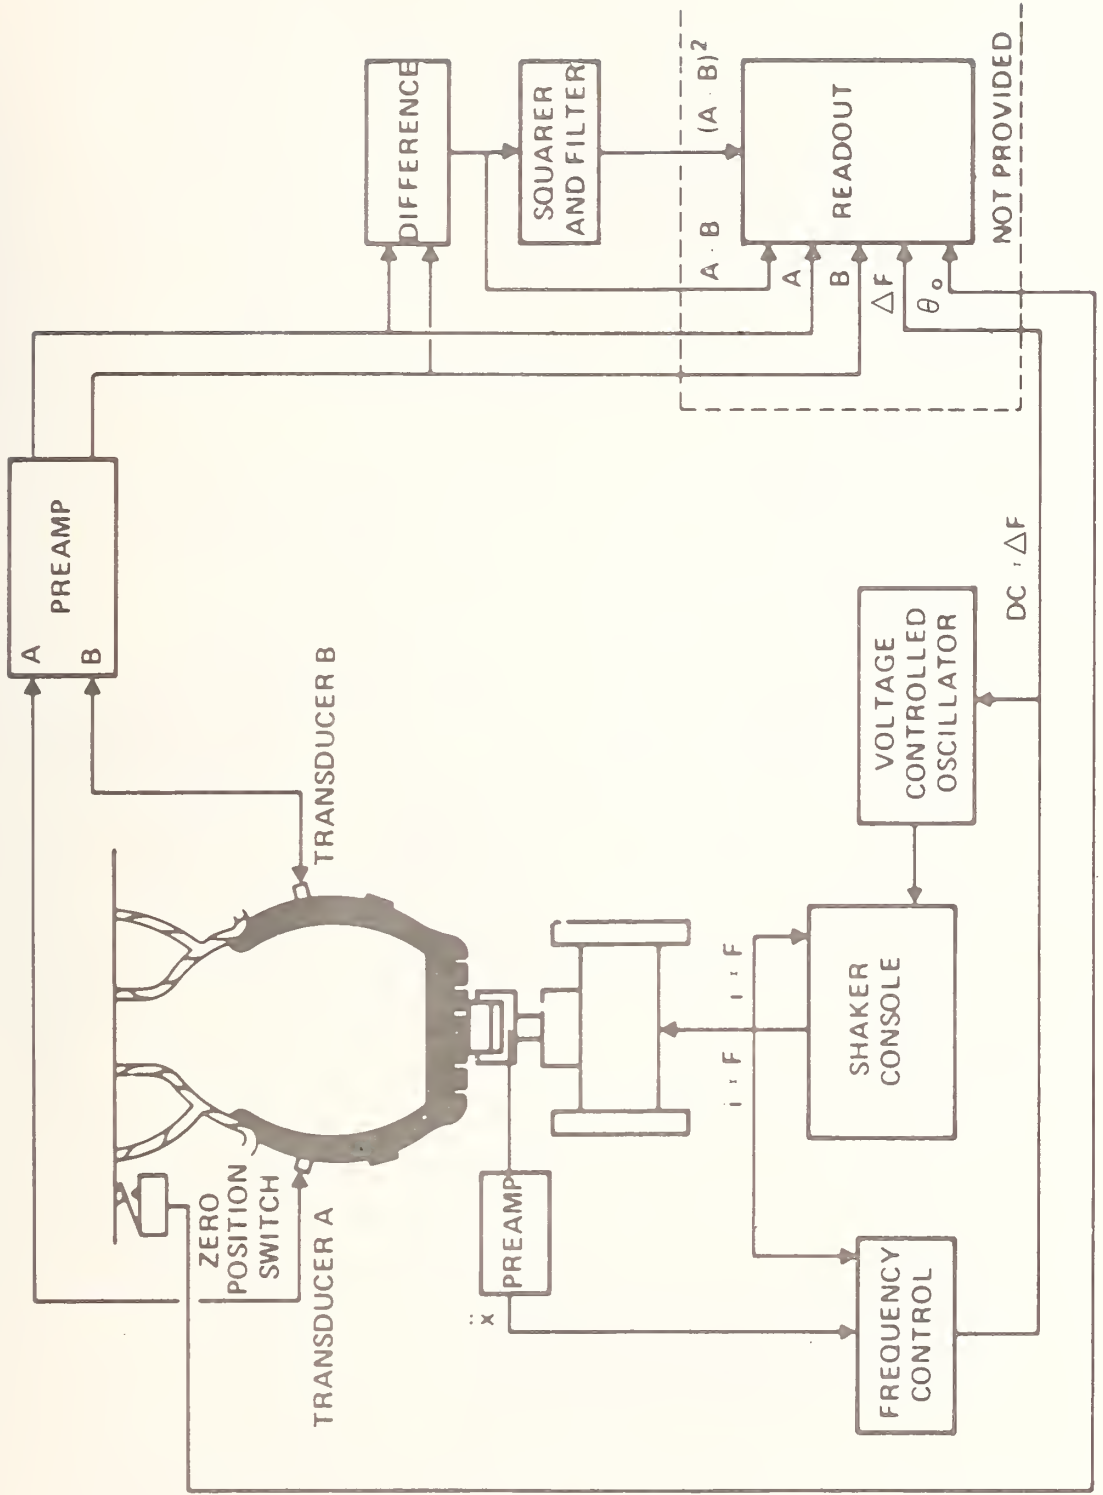 PREAMP
A
B
DIFFERENCE
SQUARER
AND FILTER
A · B
(A · B)²
A
B
ΔF
θ₀
READOUT
NOT PROVIDED
ZERO
POSITION
SWITCH
TRANSDUCER A
TRANSDUCER B
ẍ
PREAMP
i : F
i : F
FREQUENCY
CONTROL
SHAKER
CONSOLE
VOLTAGE
CONTROLLED
OSCILLATOR
DC : ΔF